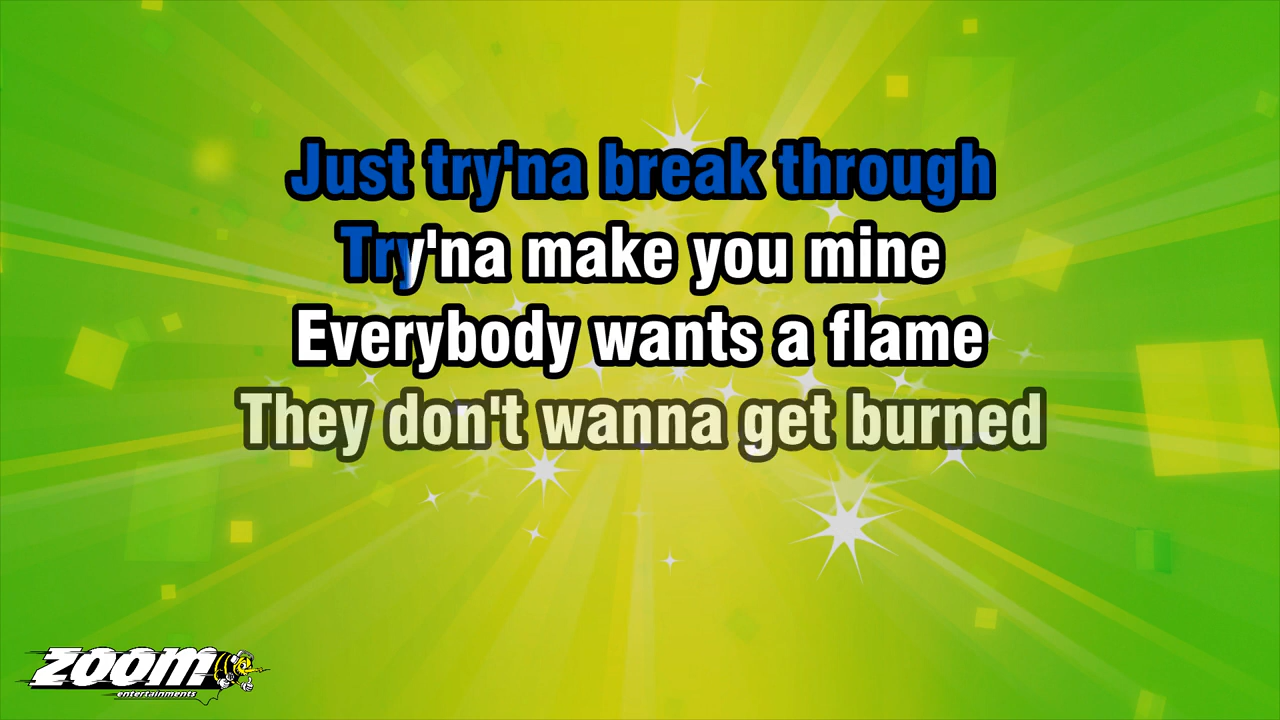 Just try'na break through
Try'na make you mine
Everybody wants a flame
They don't wanna get burned
ZOOM
entertainments